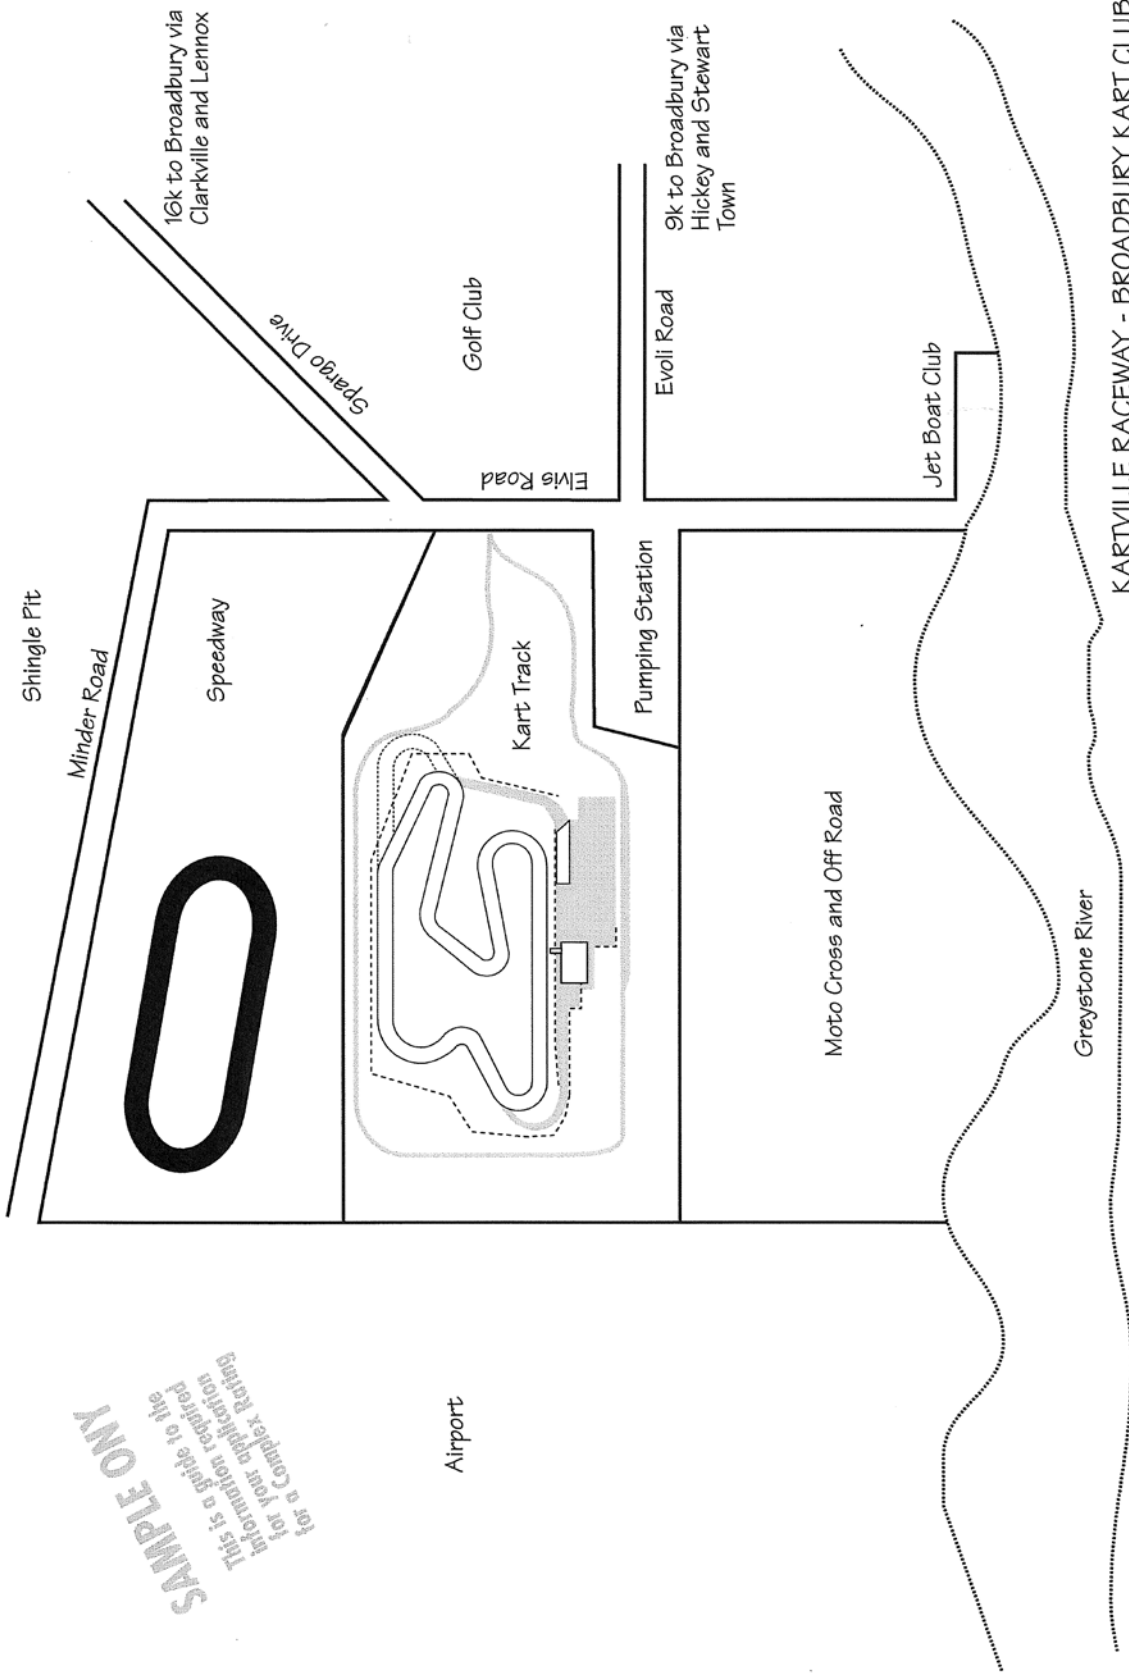 Shingle Pit
Minder Road
Speedway
16k to Broadbury via
Clarkville and Lennox
Spargo Drive
Golf Club
Elvis Road
9k to Broadbury via
Hickey and Stewart
Town
Evoli Road
Kart Track
Pumping Station
Jet Boat Club
Moto Cross and Off Road
Airport
Greystone River
SAMPLE ONY
This is a guide to the
information required
for your application
for a Complex Rating
KARTVILLE RACEWAY - BROADBURY KART CLUB